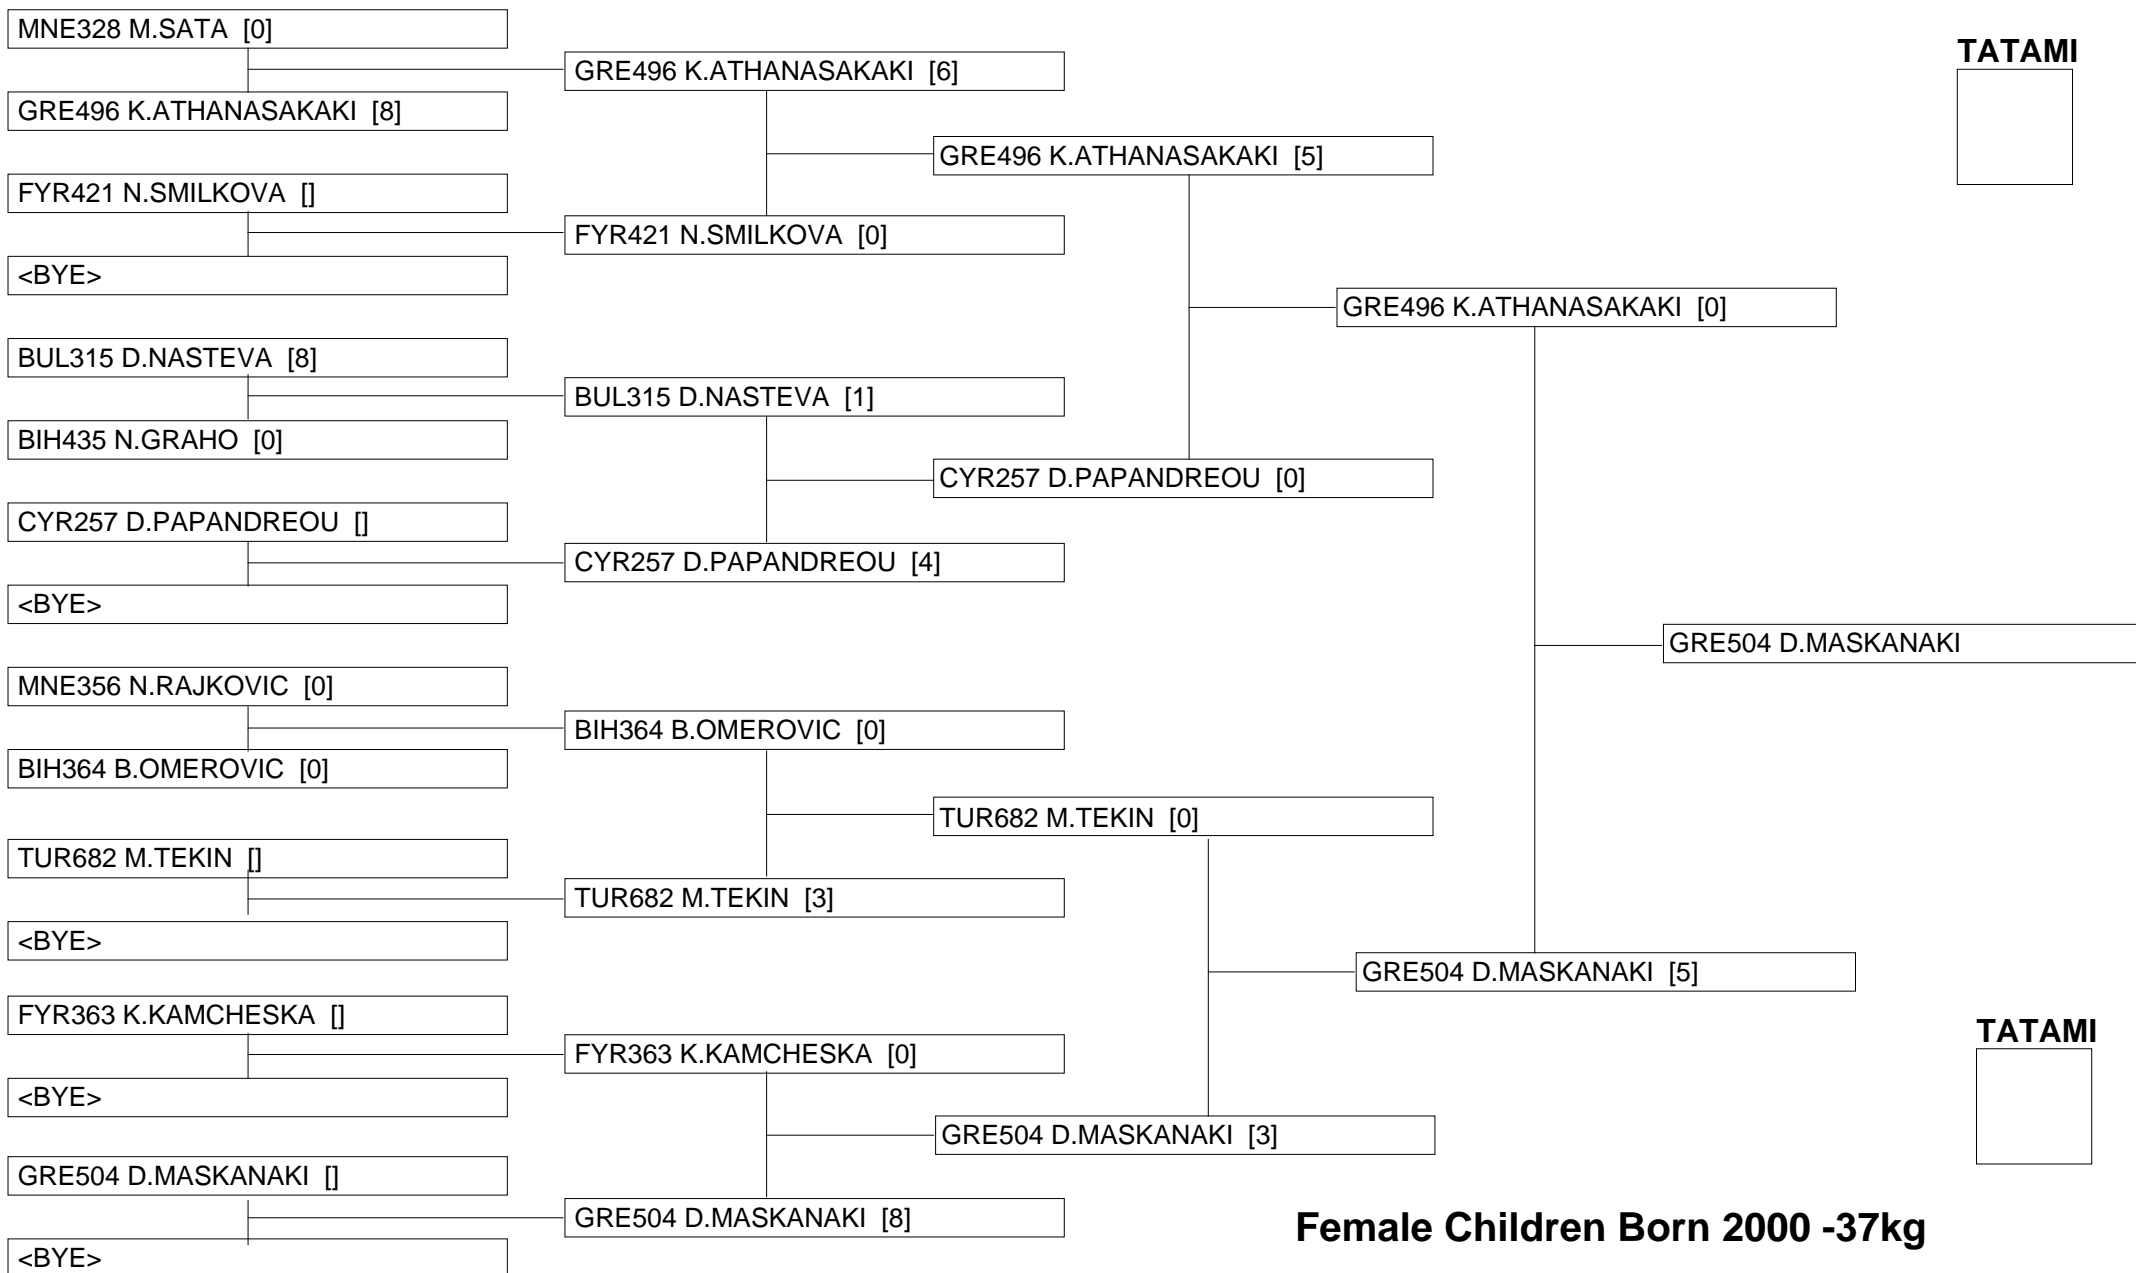 MNE328 M.SATA [0]
GRE496 K.ATHANASAKAKI [8]
FYR421 N.SMILKOVA []
<BYE>
BUL315 D.NASTEVA [8]
BIH435 N.GRAHO [0]
CYR257 D.PAPANDREOU []
<BYE>
MNE356 N.RAJKOVIC [0]
BIH364 B.OMEROVIC [0]
TUR682 M.TEKIN []
<BYE>
FYR363 K.KAMCHESKA []
<BYE>
GRE504 D.MASKANAKI []
<BYE>
GRE496 K.ATHANASAKAKI [6]
FYR421 N.SMILKOVA [0]
BUL315 D.NASTEVA [1]
CYR257 D.PAPANDREOU [4]
BIH364 B.OMEROVIC [0]
TUR682 M.TEKIN [3]
FYR363 K.KAMCHESKA [0]
GRE504 D.MASKANAKI [8]
GRE496 K.ATHANASAKAKI [5]
CYR257 D.PAPANDREOU [0]
TUR682 M.TEKIN [0]
GRE504 D.MASKANAKI [3]
GRE496 K.ATHANASAKAKI [0]
GRE504 D.MASKANAKI [5]
GRE504 D.MASKANAKI
TATAMI
TATAMI
Female Children Born 2000 -37kg